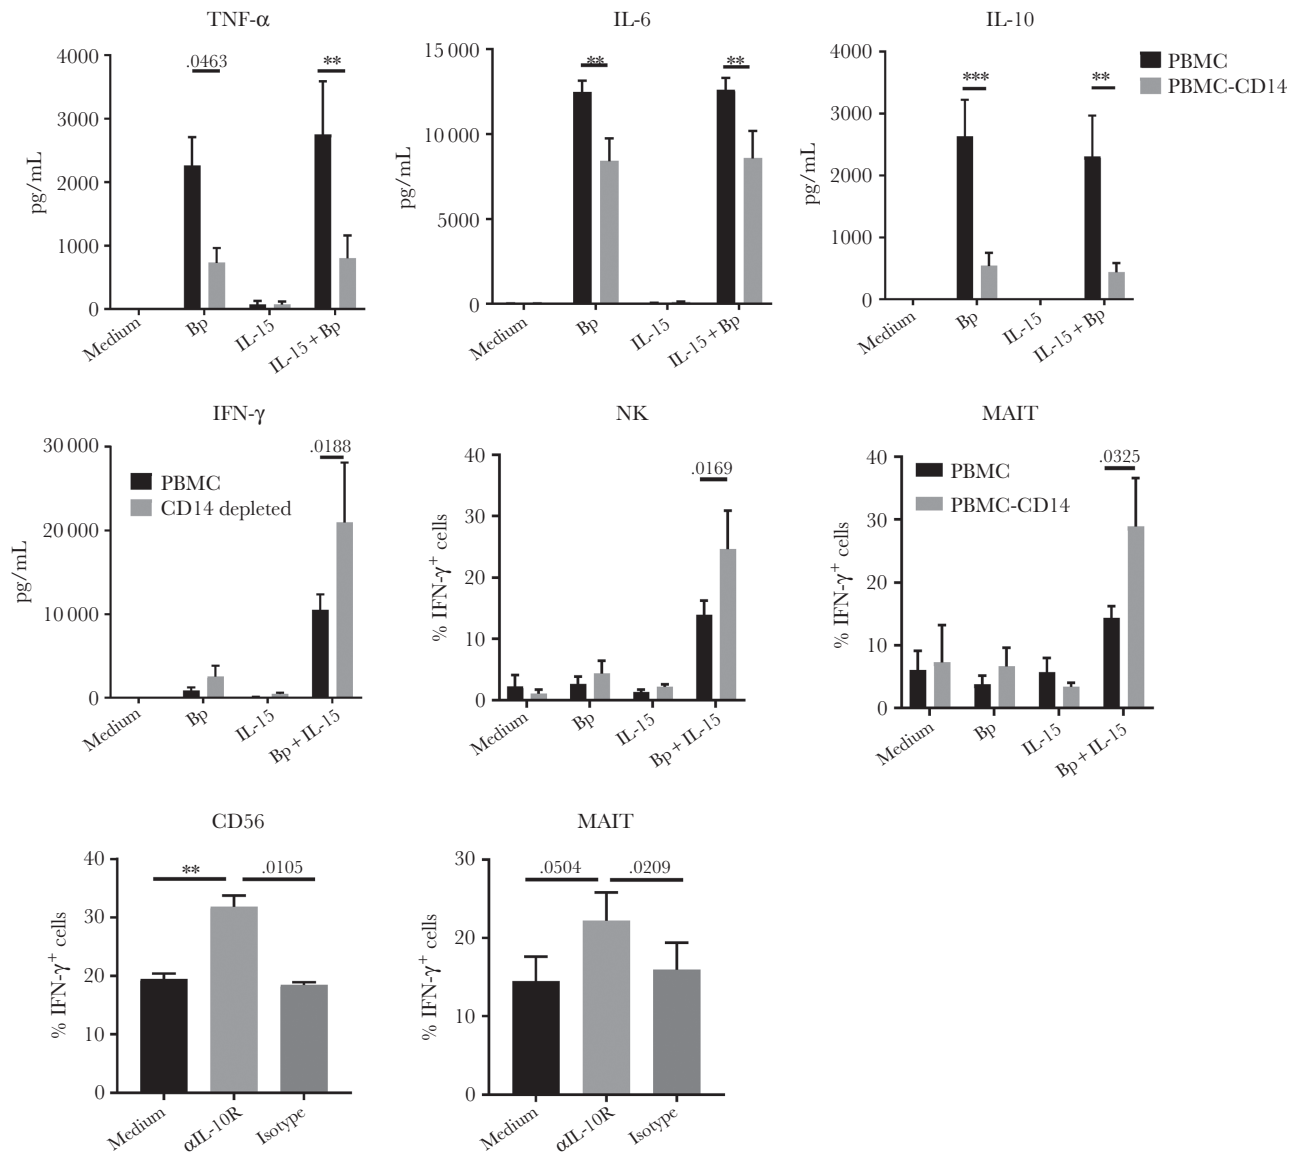 TNF-α
4000
3000
2000
1000
0
pg/mL
.0463
**
Medium
Bp
IL-15
IL-15 + Bp
IL-6
15 000
10 000
5000
0
pg/mL
**
**
Medium
Bp
IL-15
IL-15 + Bp
IL-10
4000
3000
2000
1000
0
pg/mL
***
**
Medium
Bp
IL-15
IL-15 + Bp
PBMC
PBMC-CD14
IFN-γ
30 000
20 000
10 000
0
pg/mL
PBMC
CD14 depleted
.0188
Medium
Bp
IL-15
Bp + IL-15
NK
40
30
20
10
0
% IFN-γ⁺ cells
.0169
Medium
Bp
IL-15
Bp + IL-15
MAIT
40
30
20
10
0
% IFN-γ⁺ cells
PBMC
PBMC-CD14
.0325
Medium
Bp
IL-15
Bp + IL-15
CD56
40
30
20
10
0
% IFN-γ⁺ cells
**
.0105
Medium
αIL-10R
Isotype
MAIT
30
20
10
0
% IFN-γ⁺ cells
.0504
.0209
Medium
αIL-10R
Isotype